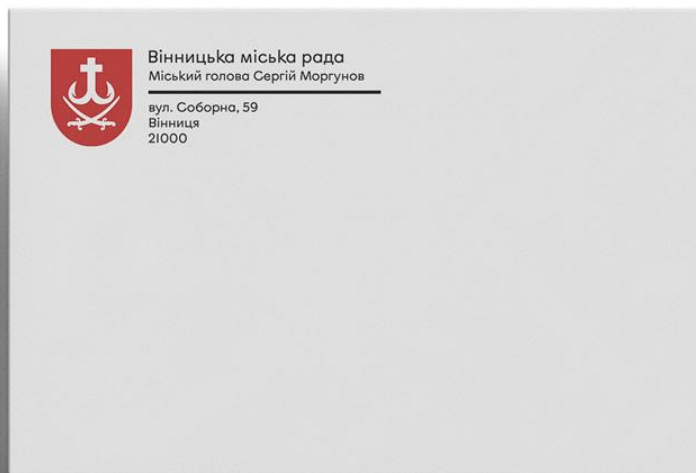 Вінницька міська рада
Міський голова Сергій Моргунов
вул. Соборна, 59
Вінниця
21000